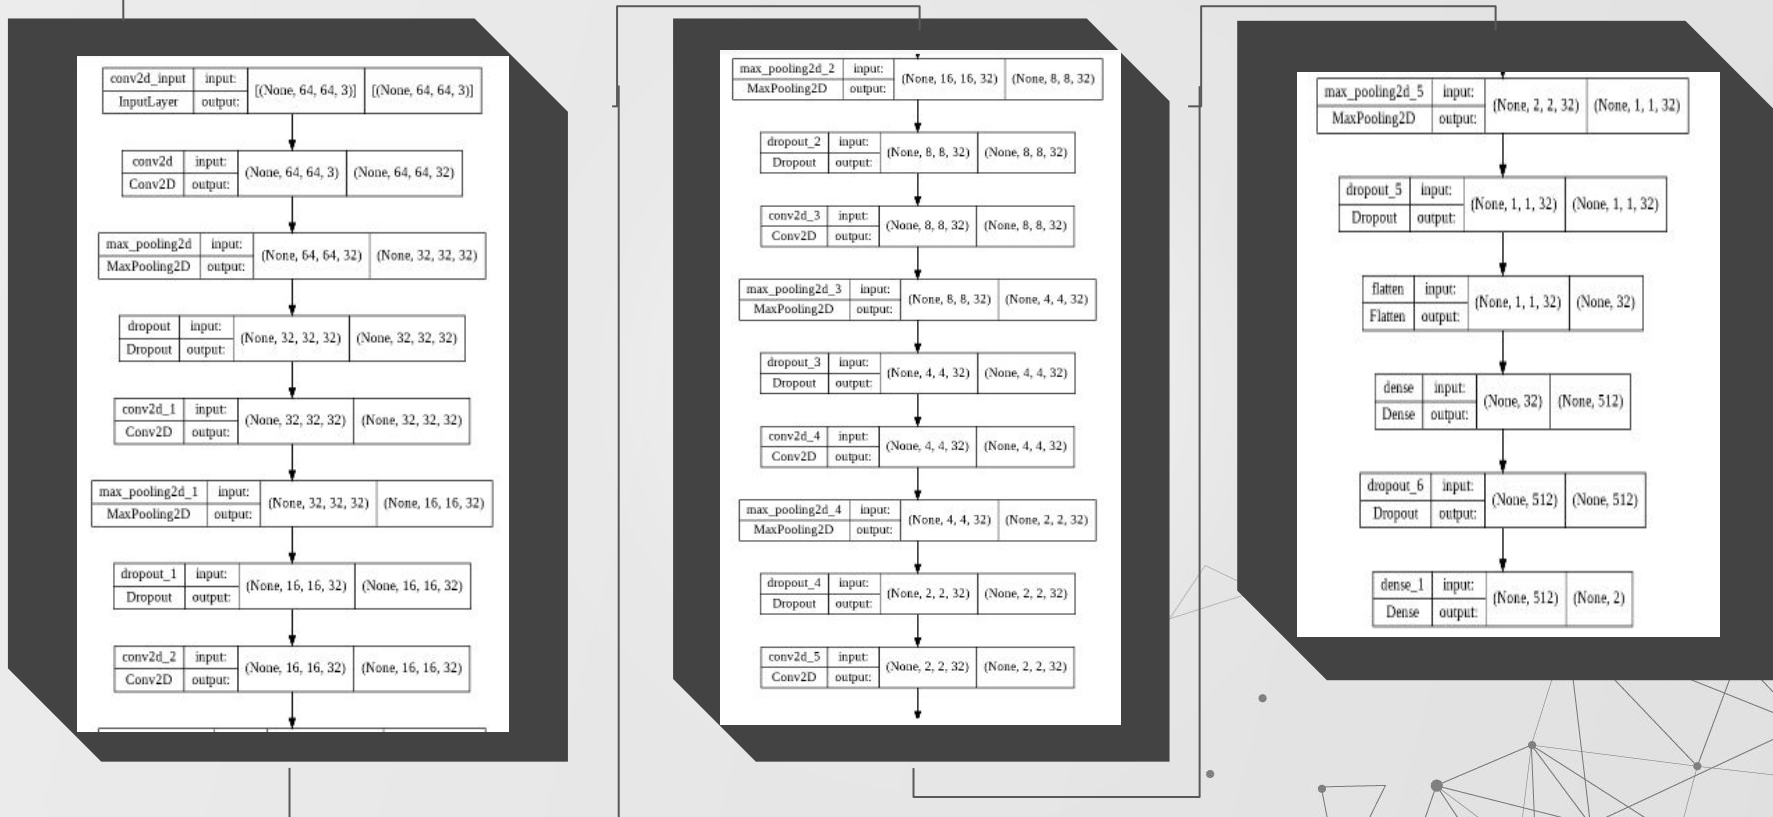 conv2d_input input: [(None, 64, 64, 3)] [(None, 64, 64, 3)]
InputLayer output:
conv2d input: (None, 64, 64, 3) (None, 64, 64, 32)
Conv2D output:
max_pooling2d input: (None, 64, 64, 32) (None, 32, 32, 32)
MaxPooling2D output:
dropout input: (None, 32, 32, 32) (None, 32, 32, 32)
Dropout output:
conv2d_1 input: (None, 32, 32, 32) (None, 32, 32, 32)
Conv2D output:
max_pooling2d_1 input: (None, 32, 32, 32) (None, 16, 16, 32)
MaxPooling2D output:
dropout_1 input: (None, 16, 16, 32) (None, 16, 16, 32)
Dropout output:
conv2d_2 input: (None, 16, 16, 32) (None, 16, 16, 32)
Conv2D output:
max_pooling2d_2 input: (None, 16, 16, 32) (None, 8, 8, 32)
MaxPooling2D output:
dropout_2 input: (None, 8, 8, 32) (None, 8, 8, 32)
Dropout output:
conv2d_3 input: (None, 8, 8, 32) (None, 8, 8, 32)
Conv2D output:
max_pooling2d_3 input: (None, 8, 8, 32) (None, 4, 4, 32)
MaxPooling2D output:
dropout_3 input: (None, 4, 4, 32) (None, 4, 4, 32)
Dropout output:
conv2d_4 input: (None, 4, 4, 32) (None, 4, 4, 32)
Conv2D output:
max_pooling2d_4 input: (None, 4, 4, 32) (None, 2, 2, 32)
MaxPooling2D output:
dropout_4 input: (None, 2, 2, 32) (None, 2, 2, 32)
Dropout output:
conv2d_5 input: (None, 2, 2, 32) (None, 2, 2, 32)
Conv2D output:
max_pooling2d_5 input: (None, 2, 2, 32) (None, 1, 1, 32)
MaxPooling2D output:
dropout_5 input: (None, 1, 1, 32) (None, 1, 1, 32)
Dropout output:
flatten input: (None, 1, 1, 32) (None, 32)
Flatten output:
dense input: (None, 32) (None, 512)
Dense output:
dropout_6 input: (None, 512) (None, 512)
Dropout output:
dense_1 input: (None, 512) (None, 2)
Dense output: